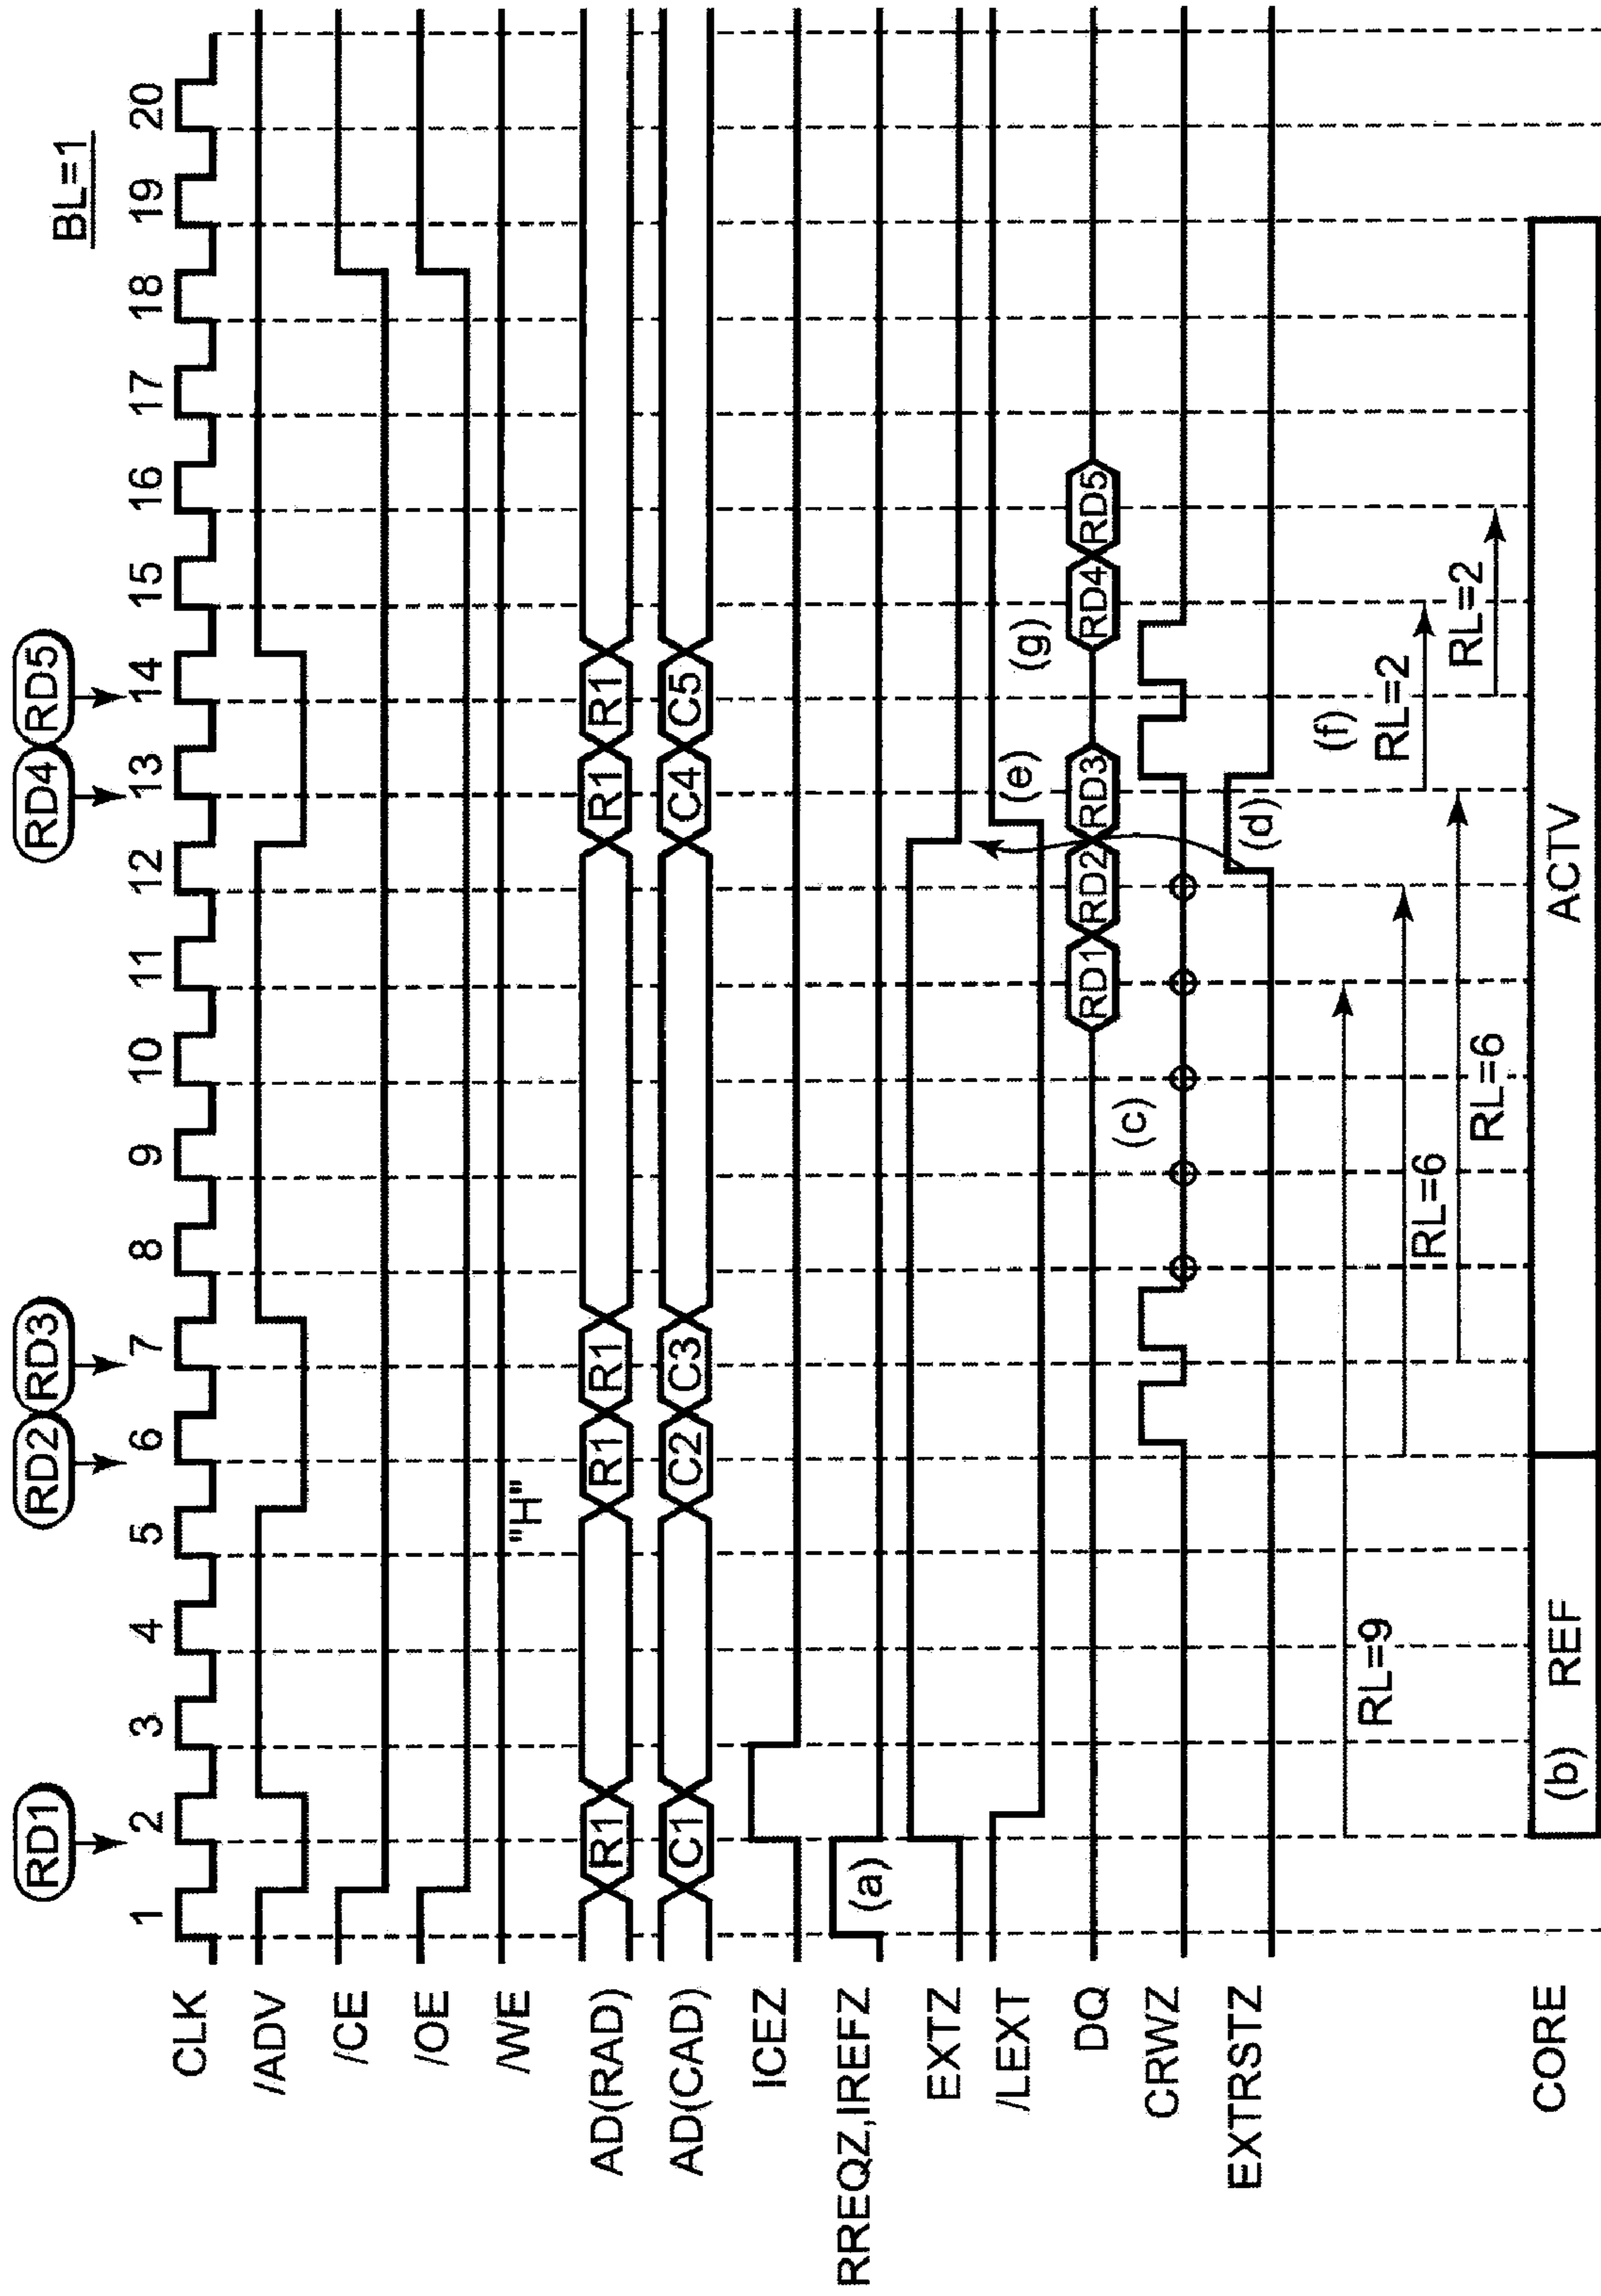 BL=1
RD1 RD2 RD3 RD4 RD5
1 2 3 4 5 6 7 8 9 10 11 12 13 14 15 16 17 18 19 20
CLK
/ADV
/CE
/OE
/WE "H"
AD(RAD) R1 R1 R1 R1 R1
AD(CAD) C1 C2 C3 C4 C5
ICEZ
RREQZ,IREFZ (a)
EXTZ
/LEXT (e) (g)
DQ RD1 RD2 RD3 RD4 RD5
CRWZ (c)
EXTRSTZ (d)
(f)
RL=9 RL=2
RL=6 RL=2
RL=6
CORE (b) REF ACTV